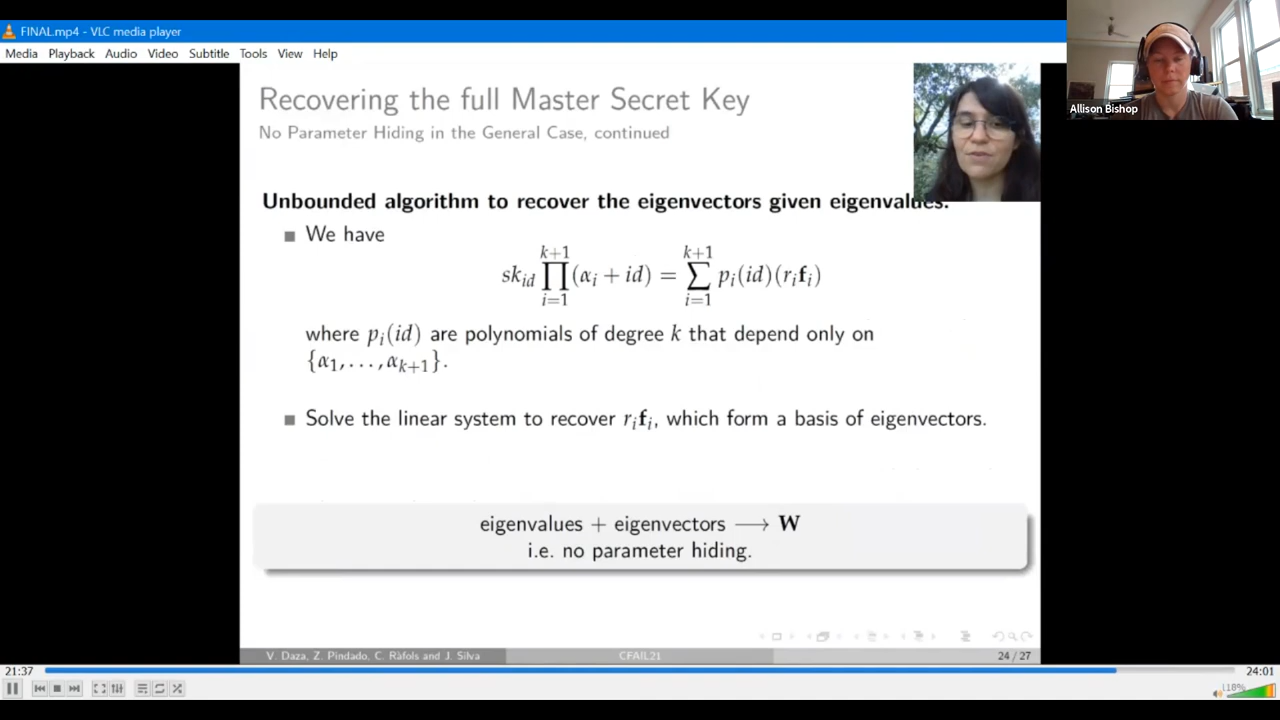 FINAL.mp4 - VLC media player
Media Playback Audio Video Subtitle Tools View Help
Allison Bishop
Recovering the full Master Secret Key
No Parameter Hiding in the General Case, continued
Unbounded algorithm to recover the eigenvectors given eigenvalues.
We have
sk_{id} ∏_{i=1}^{k+1} (α_i + id) = ∑_{i=1}^{k+1} p_i(id)(r_i f_i)
where p_i(id) are polynomials of degree k that depend only on
{α_1, . . . , α_{k+1}}.
Solve the linear system to recover r_i f_i, which form a basis of eigenvectors.
eigenvalues + eigenvectors ⟶ W
i.e. no parameter hiding.
V. Daza, Z. Pindado, C. Ràfols and J. Silva
CFAIL21
24 / 27
21:37
24:01
118%